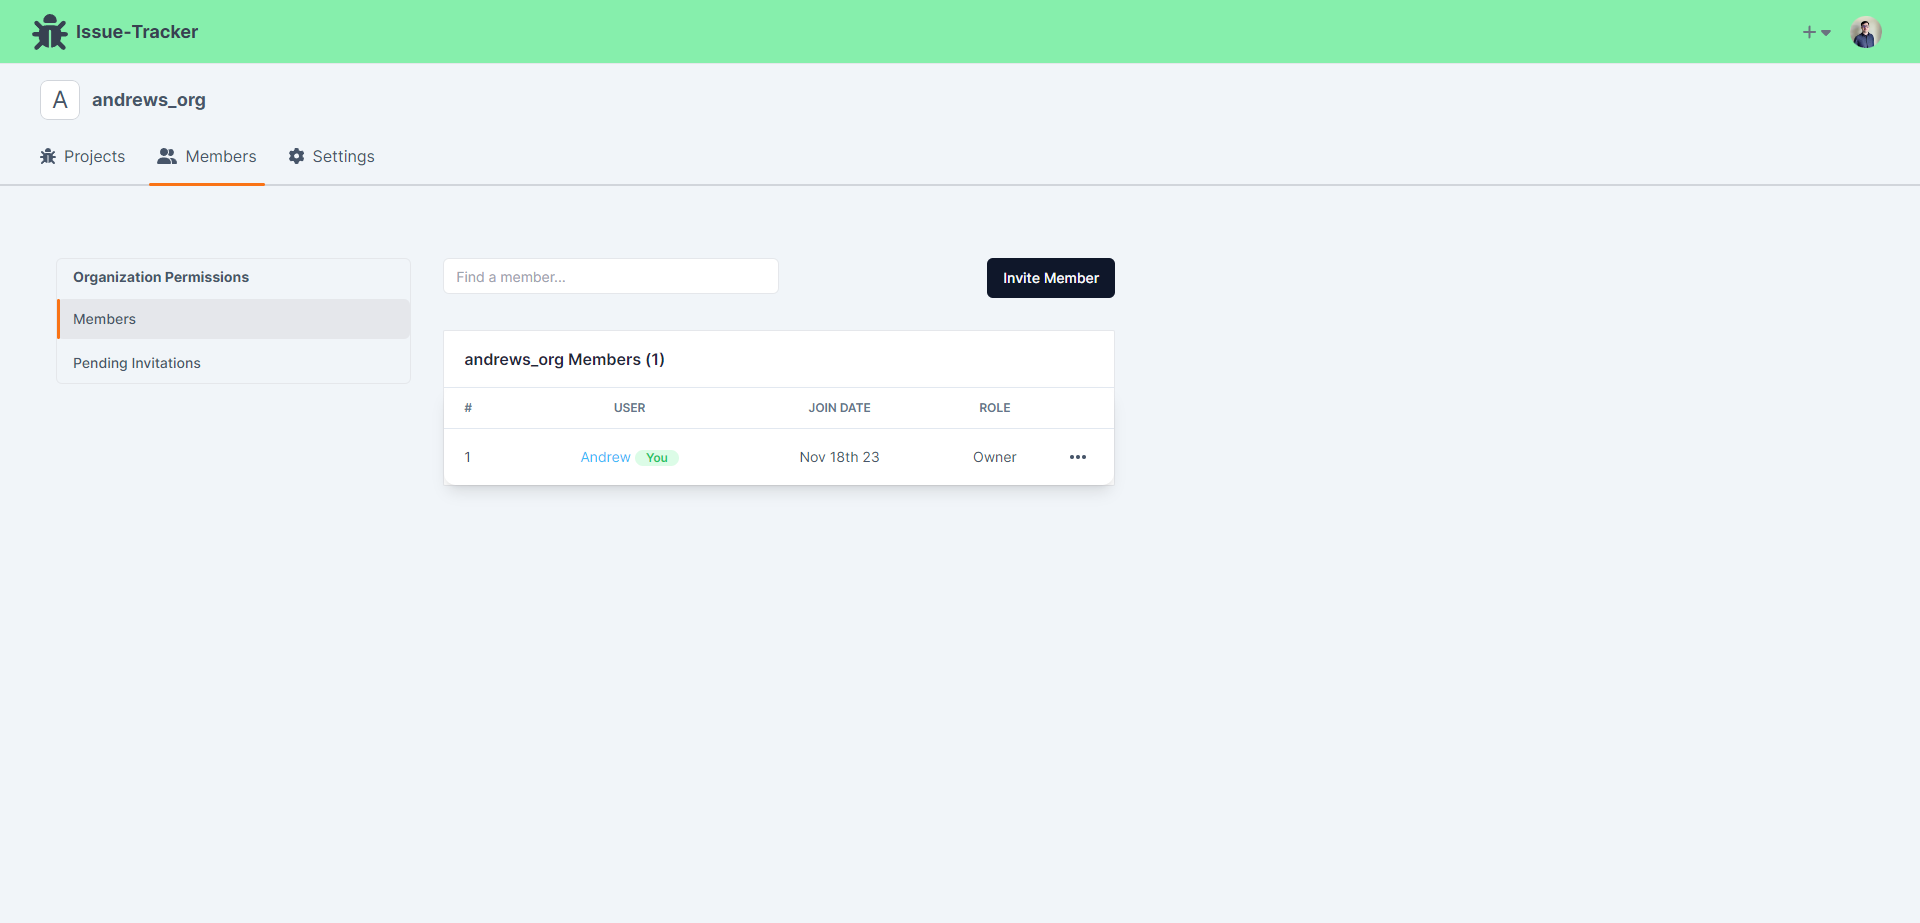 Issue-Tracker
A andrews_org
Projects Members Settings
Organization Permissions
Members
Pending Invitations
Find a member...
Invite Member
andrews_org Members (1)
# USER JOIN DATE ROLE
1 Andrew You Nov 18th 23 Owner